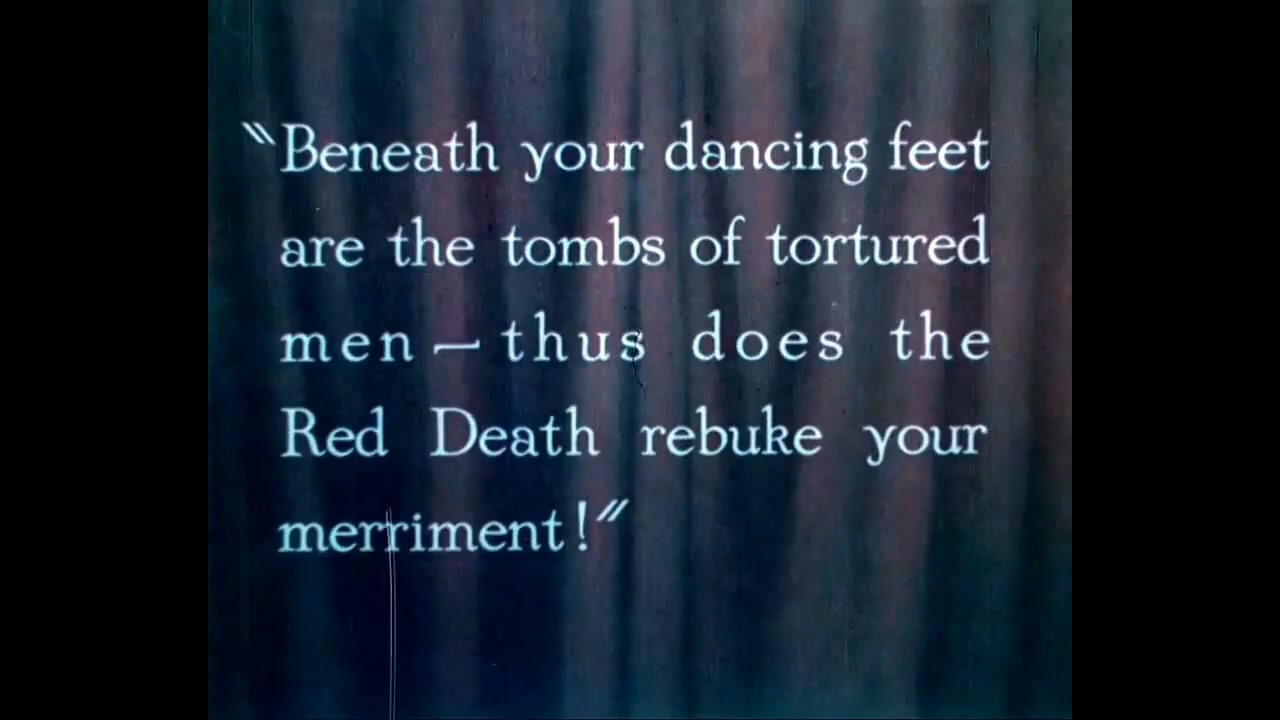 "Beneath your dancing feet
are the tombs of tortured
men — thus does the
Red Death rebuke your
merriment!"